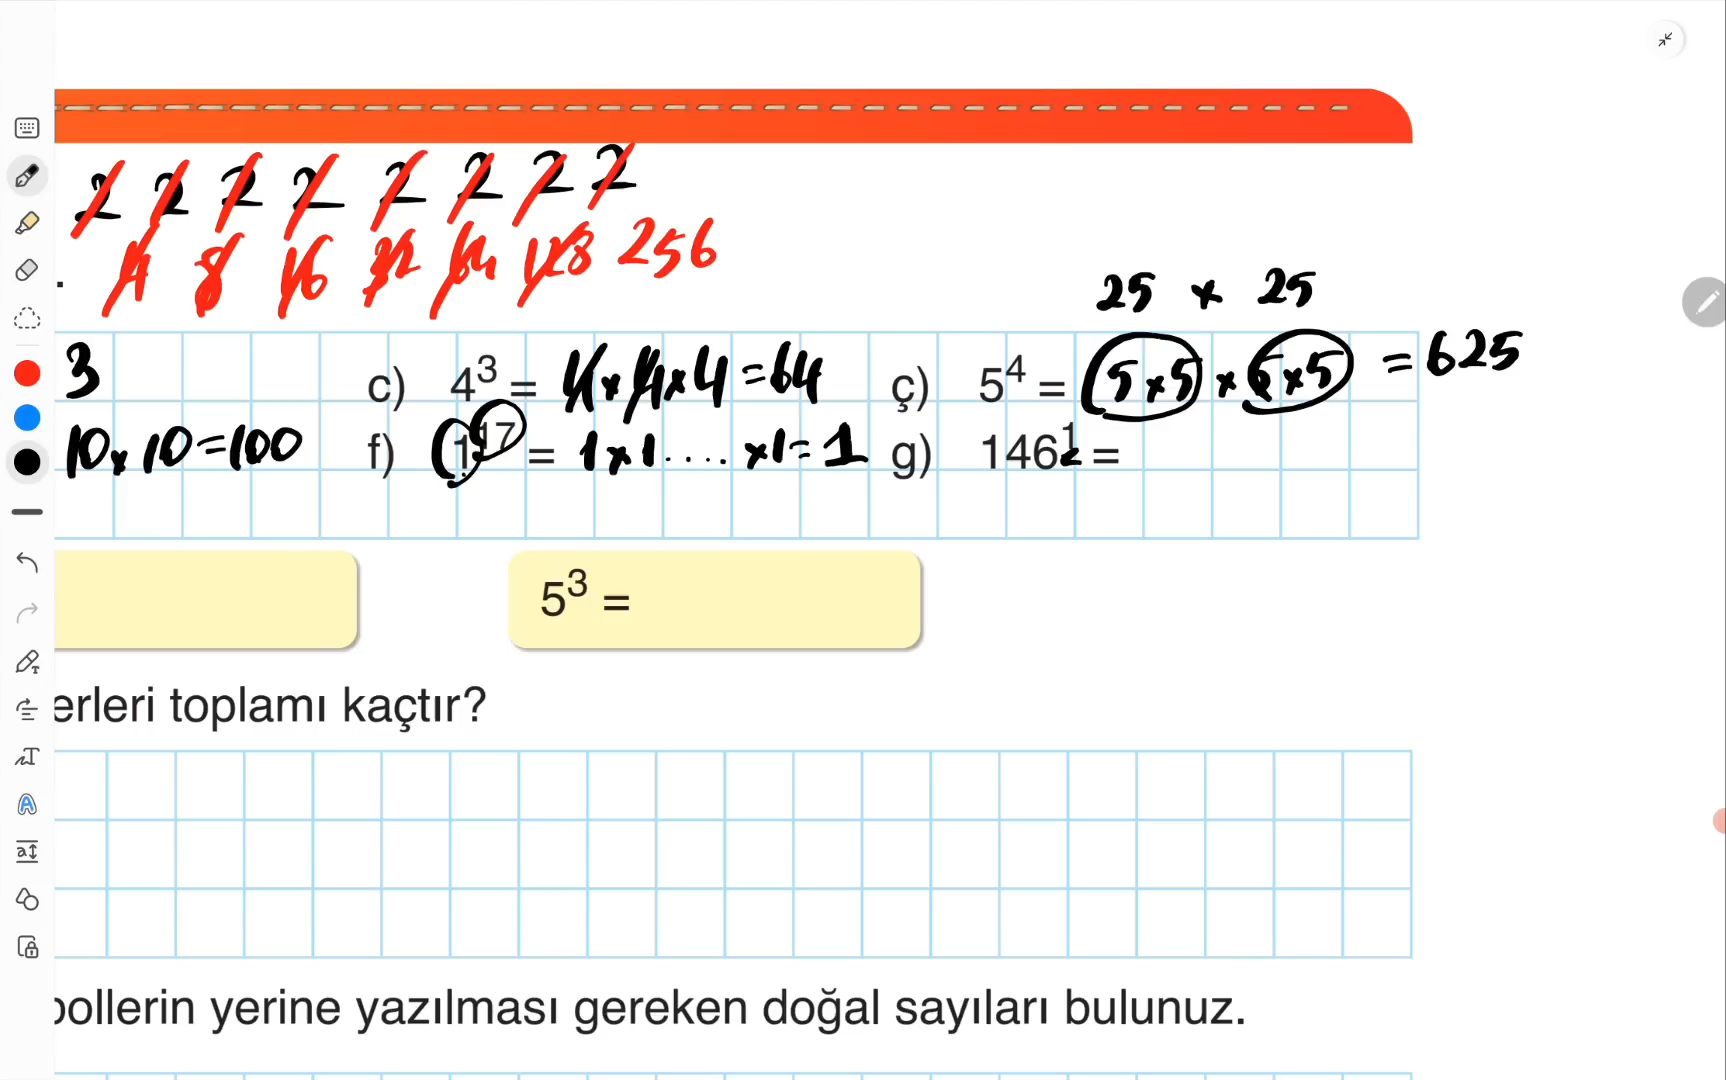 2 2 2 2 2 2 2 2
. 4 8 16 32 64 128 256
25 × 25
3 c) 4³ = 4×4×4=64 ç) 5⁴ = (5×5)×(5×5) = 625
10×10=100 f) 1¹⁷ = 1×1.... ×1=1 g) 146¹ =
5³ =
erleri toplamı kaçtır?
bollerin yerine yazılması gereken doğal sayıları bulunuz.